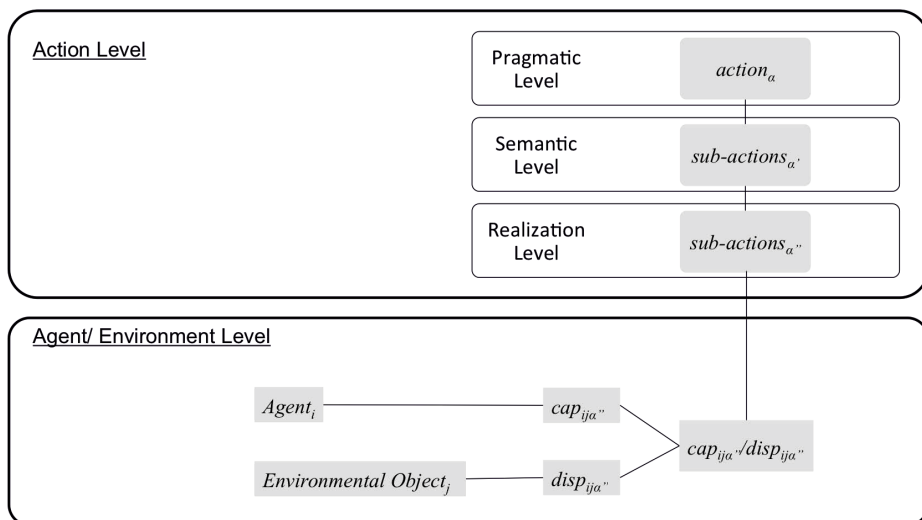 Action Level
Pragmatic
Level
action_α
Semantic
Level
sub-actions_α'
Realization
Level
sub-actions_α''
Agent/ Environment Level
Agent_i
cap_ijα''
cap_ijα''/disp_ijα''
Environmental Object_j
disp_ijα''